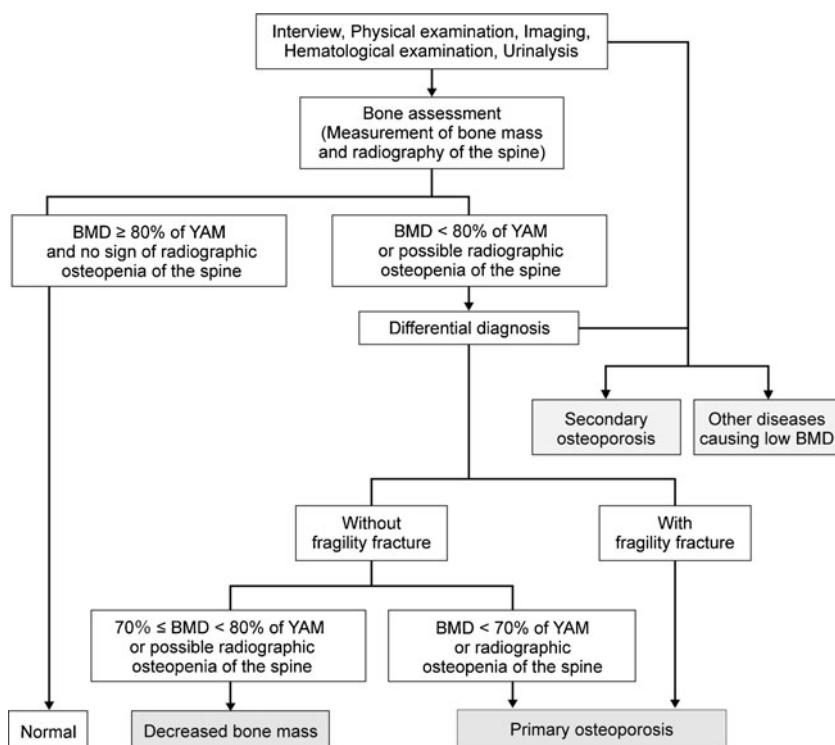 Interview, Physical examination, Imaging,
Hematological examination, Urinalysis
Bone assessment
(Measurement of bone mass
and radiography of the spine)
BMD ≥ 80% of YAM
and no sign of radiographic
osteopenia of the spine
BMD < 80% of YAM
or possible radiographic
osteopenia of the spine
Differential diagnosis
Secondary
osteoporosis
Other diseases
causing low BMD
Without
fragility fracture
With
fragility fracture
70% ≤ BMD < 80% of YAM
or possible radiographic
osteopenia of the spine
BMD < 70% of YAM
or radiographic
osteopenia of the spine
Normal
Decreased bone mass
Primary osteoporosis